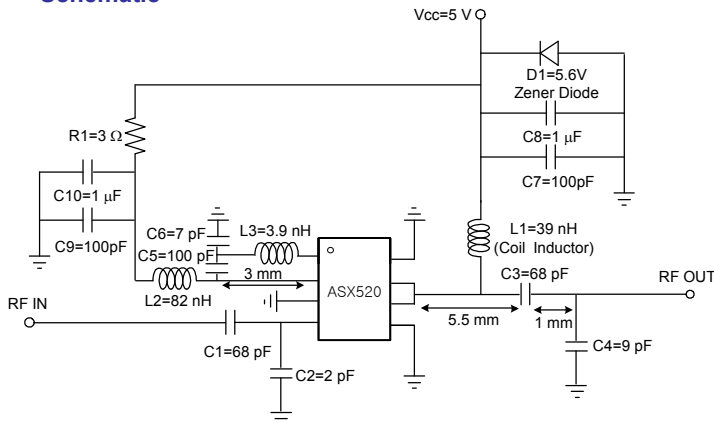 Schematic
Vcc=5 V
D1=5.6V
Zener Diode
R1=3 Ω
C8=1 μF
C10=1 μF
C7=100pF
C6=7 pF
L3=3.9 nH
L1=39 nH
(Coil Inductor)
C9=100pF
C5=100 pF
3 mm
C3=68 pF
RF OUT
L2=82 nH
ASX520
RF IN
5.5 mm
1 mm
C1=68 pF
C4=9 pF
C2=2 pF